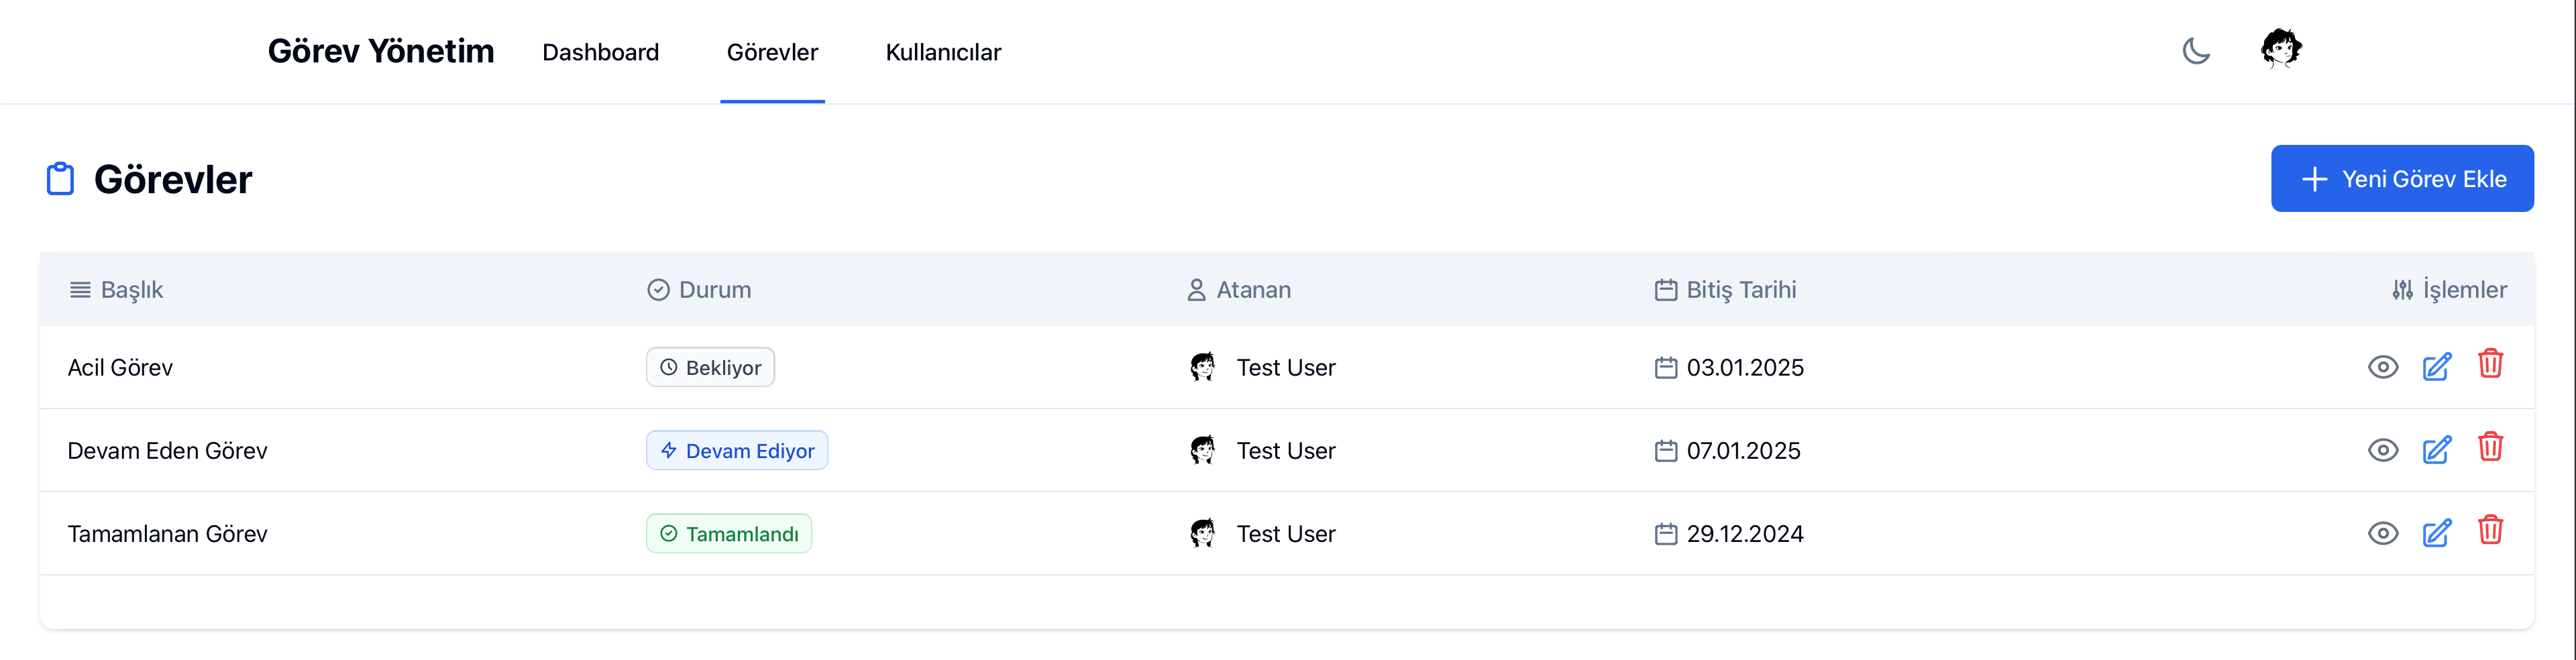 Görev Yönetim Dashboard Görevler Kullanıcılar
Görevler
Yeni Görev Ekle
Başlık Durum Atanan Bitiş Tarihi İşlemler
Acil Görev Bekliyor Test User 03.01.2025
Devam Eden Görev Devam Ediyor Test User 07.01.2025
Tamamlanan Görev Tamamlandı Test User 29.12.2024